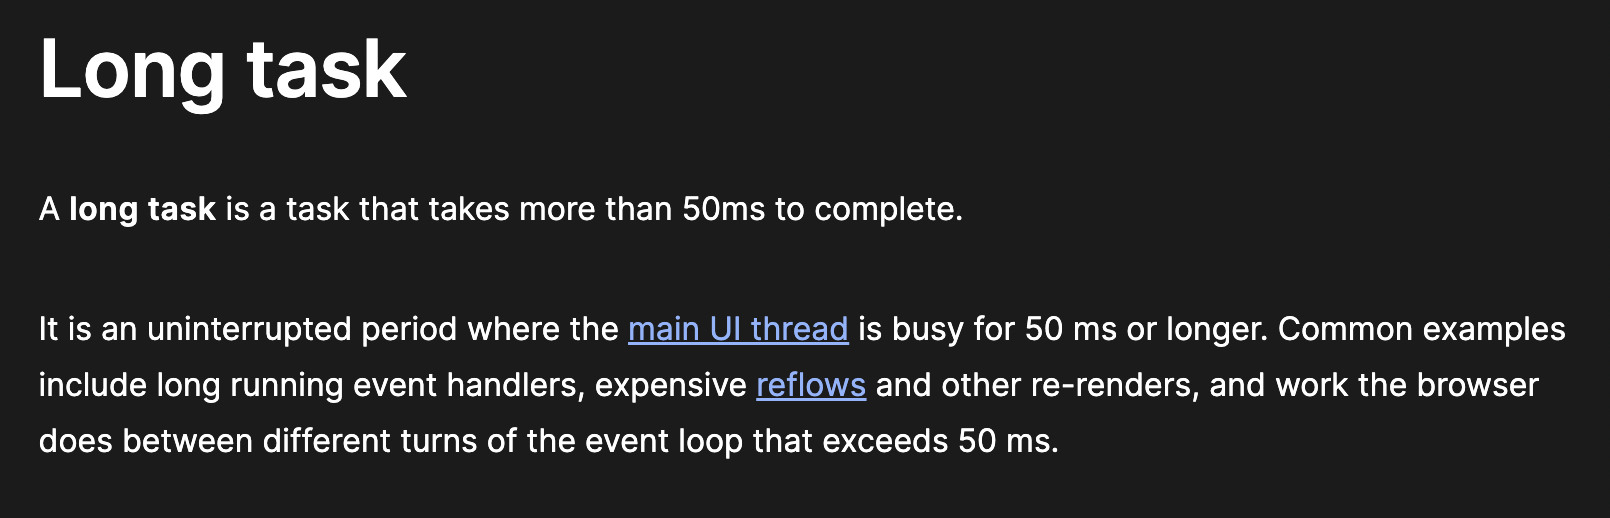 Long task
A long task is a task that takes more than 50ms to complete.
It is an uninterrupted period where the main UI thread is busy for 50 ms or longer. Common examples
include long running event handlers, expensive reflows and other re-renders, and work the browser
does between different turns of the event loop that exceeds 50 ms.